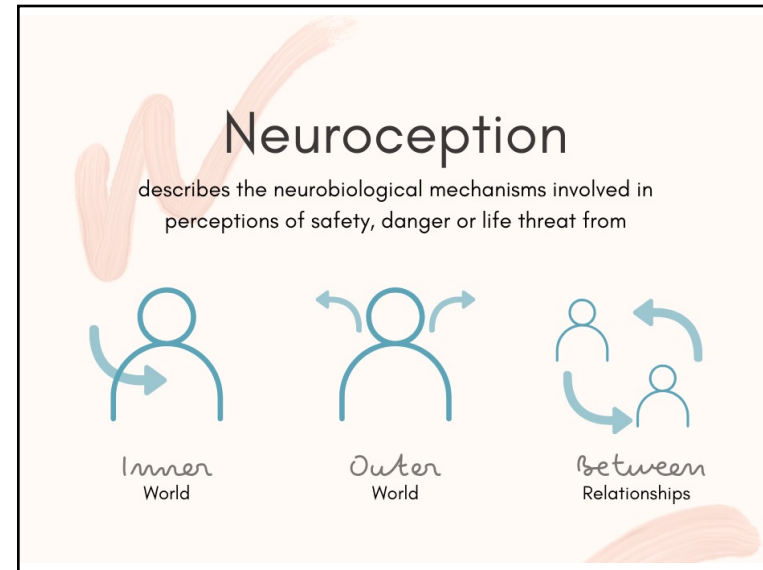 Neuroception
describes the neurobiological mechanisms involved in
perceptions of safety, danger or life threat from
Inner
World
Outer
World
Between
Relationships